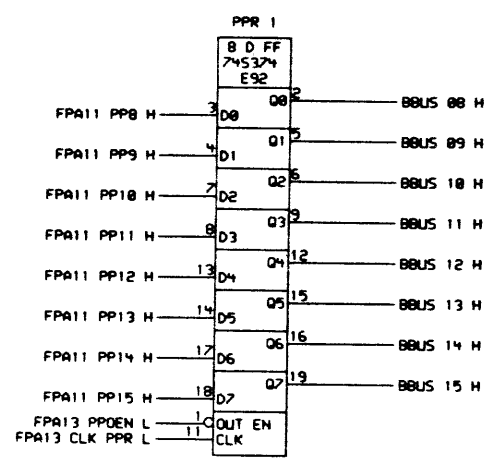 PPR 1
8 D FF
74S374
E92
FPA11 PP8 H 3 D0 Q0 2 BBUS 08 H
FPA11 PP9 H 4 D1 Q1 5 BBUS 09 H
FPA11 PP10 H 7 D2 Q2 6 BBUS 10 H
FPA11 PP11 H 8 D3 Q3 9 BBUS 11 H
FPA11 PP12 H 13 D4 Q4 12 BBUS 12 H
FPA11 PP13 H 14 D5 Q5 15 BBUS 13 H
FPA11 PP14 H 17 D6 Q6 16 BBUS 14 H
FPA11 PP15 H 18 D7 Q7 19 BBUS 15 H
FPA13 PPOEN L 1 OUT EN
FPA13 CLK PPR L 11 CLK